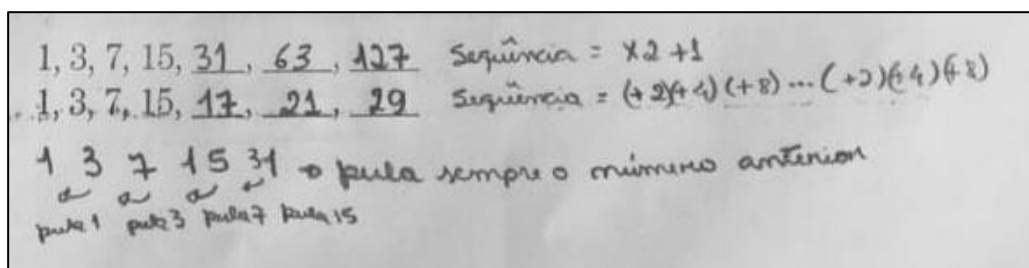 1, 3, 7, 15, 31, 63, 127 Sequência = x2 +1
1, 3, 7, 15, 17, 21, 29 Sequência = (+2)(+4)(+8)...(+2)(+4)(+8)
1 3 7 15 31 → pula sempre o número anterior
pula 1 pula 3 pula 7 pula 15